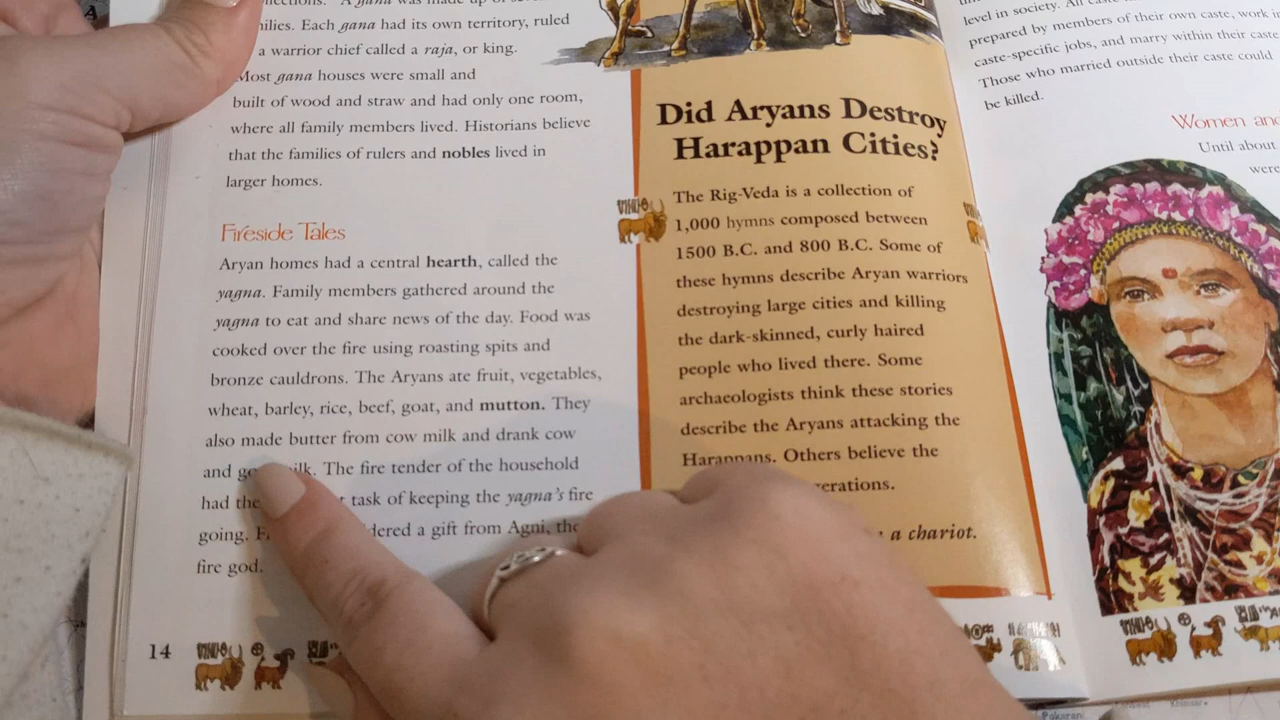 gana was made up of
Each gana had its own territory, ruled
a warrior chief called a raja, or king.
Most gana houses were small and
built of wood and straw and had only one room,
where all family members lived. Historians believe
that the families of rulers and nobles lived in
larger homes.
Fireside Tales
Aryan homes had a central hearth, called the
yagna. Family members gathered around the
yagna to eat and share news of the day. Food was
cooked over the fire using roasting spits and
bronze cauldrons. The Aryans ate fruit, vegetables,
wheat, barley, rice, beef, goat, and mutton. They
also made butter from cow milk and drank cow
and The fire tender of the household
had the task of keeping the yagna's fire
going. a gift from Agni, the
fire god.
14
Did Aryans Destroy
Harappan Cities?
The Rig-Veda is a collection of
1,000 hymns composed between
1500 B.C. and 800 B.C. Some of
these hymns describe Aryan warriors
destroying large cities and killing
the dark-skinned, curly haired
people who lived there. Some
archaeologists think these stories
describe the Aryans attacking the
Harappans. Others believe the
a chariot.
level in society. All
prepared by members of their own caste, work
caste-specific jobs, and marry within their caste
Those who married outside their caste could
be killed.
Women
Until about
were
Pokaran